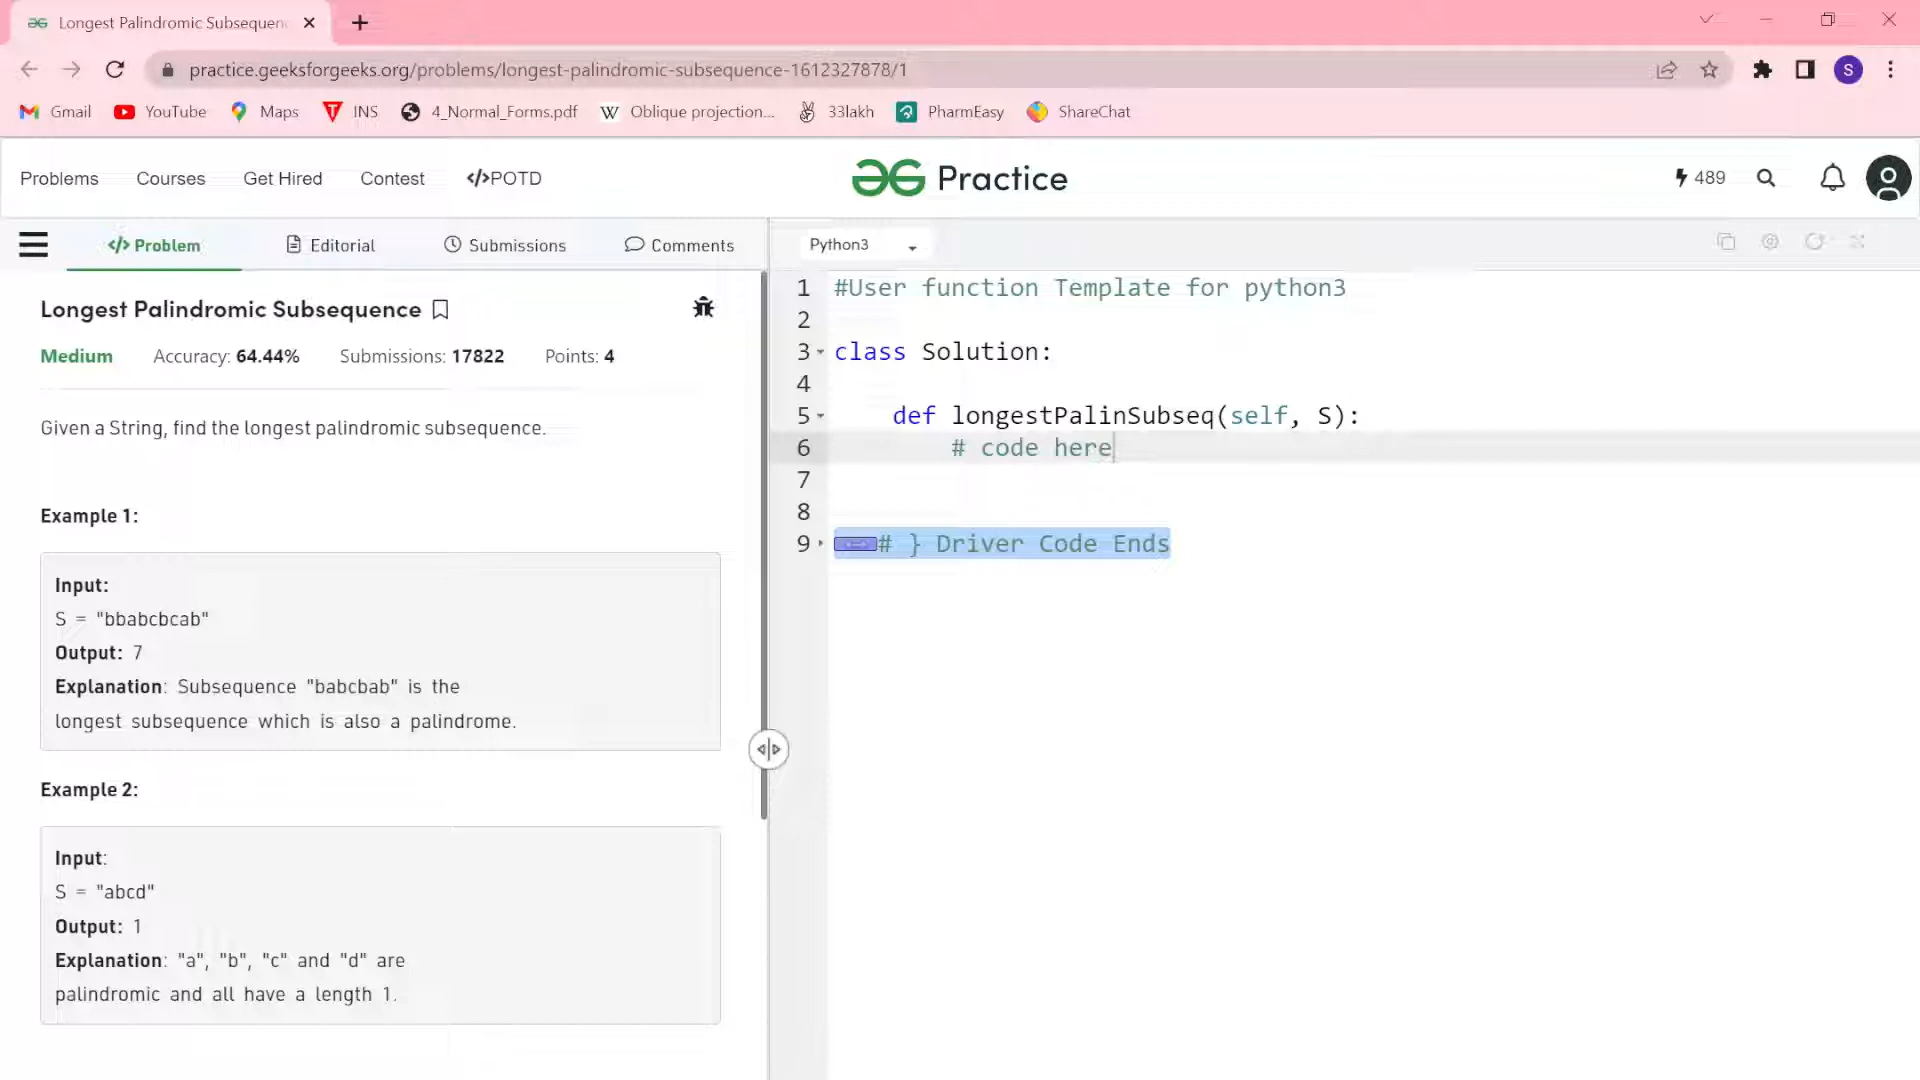 Longest Palindromic Subsequen
practice.geeksforgeeks.org/problems/longest-palindromic-subsequence-1612327878/1
S
Gmail YouTube Maps INS 4_Normal_Forms.pdf Oblique projection... 33lakh PharmEasy ShareChat
Problems Courses Get Hired Contest </>POTD Practice 489
</> Problem Editorial Submissions Comments Python3
Longest Palindromic Subsequence
Medium Accuracy: 64.44% Submissions: 17822 Points: 4
Given a String, find the longest palindromic subsequence.
Example 1:
Input:
S = "bbabcbcab"
Output: 7
Explanation: Subsequence "babcbab" is the
longest subsequence which is also a palindrome.
Example 2:
Input:
S = "abcd"
Output: 1
Explanation: "a", "b", "c" and "d" are
palindromic and all have a length 1.
1 #User function Template for python3
2
3 class Solution:
4
5 def longestPalinSubseq(self, S):
6 # code here
7
8
9 # } Driver Code Ends